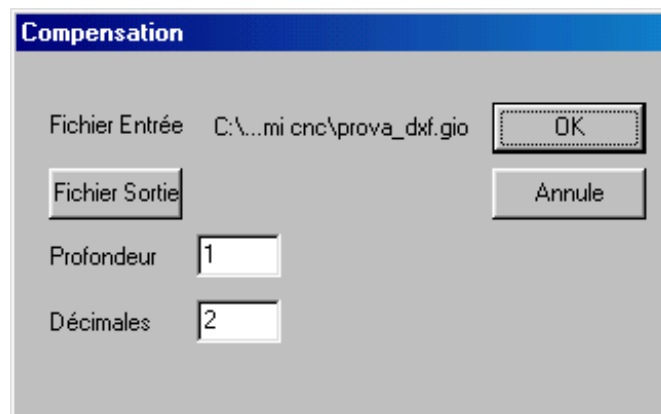 Compensation
Fichier Entrée C:\...mi cnc\prova_dxf.gio OK
Fichier Sortie Annule
Profondeur 1
Décimales 2